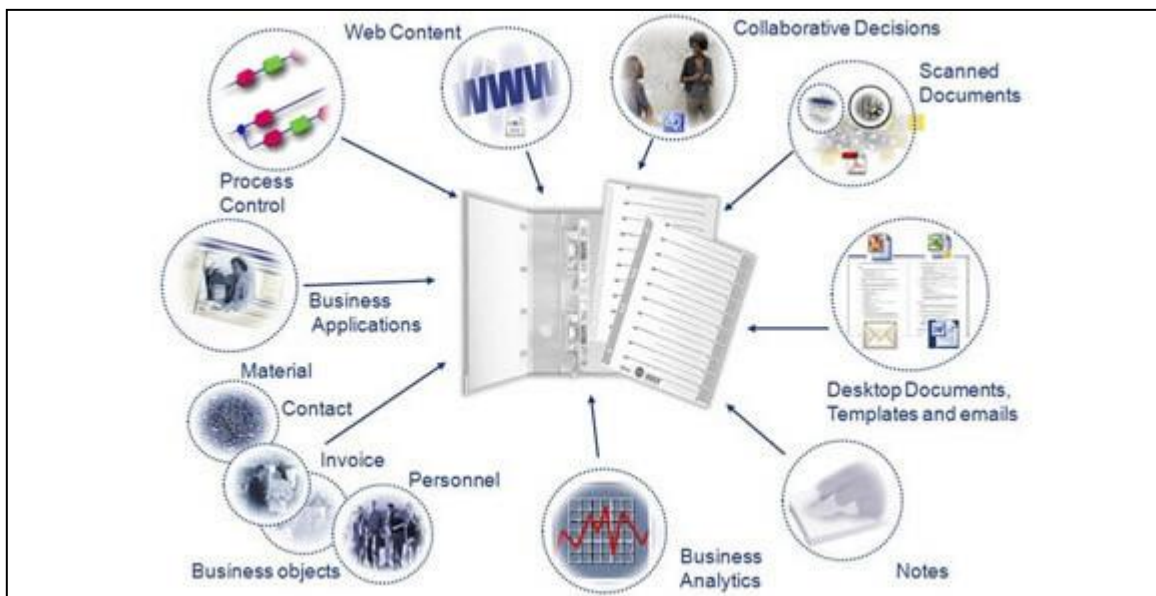 Web Content
Collaborative Decisions
Scanned
Documents
WWW
Process
Control
Business
Applications
Material
Contact
Invoice
Personnel
Business objects
Desktop Documents,
Templates and emails
Business
Analytics
Notes